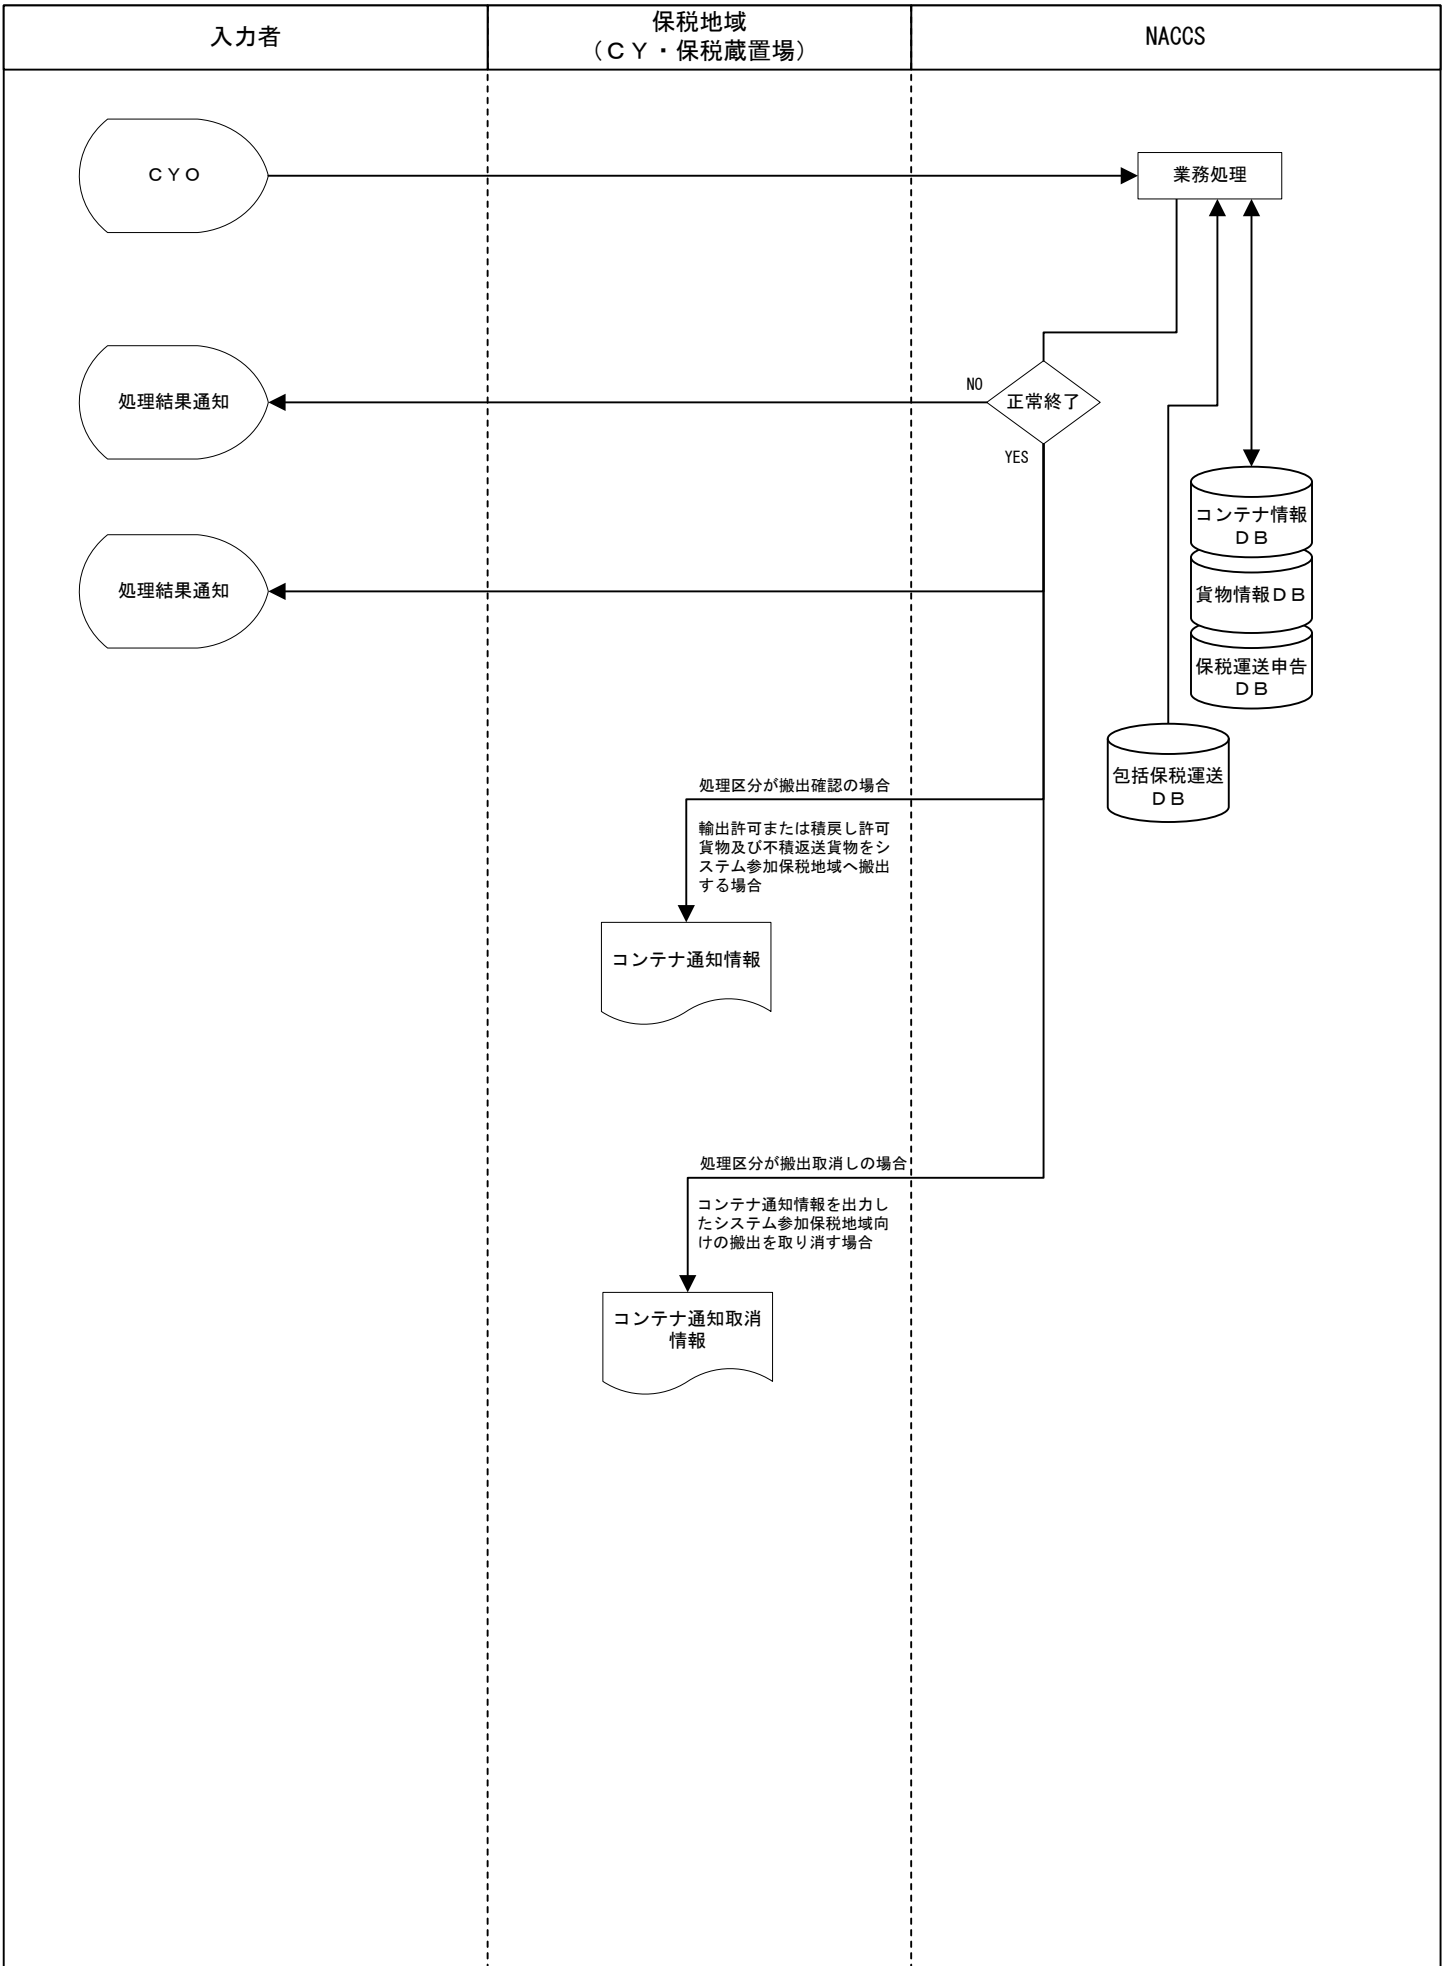 入力者
保税地域
（ＣＹ・保税蔵置場）
NACCS
ＣＹＯ
業務処理
処理結果通知
NO
正常終了
YES
コンテナ情報
ＤＢ
処理結果通知
貨物情報ＤＢ
保税運送申告
ＤＢ
包括保税運送
ＤＢ
処理区分が搬出確認の場合
輸出許可または積戻し許可
貨物及び不積返送貨物をシ
ステム参加保税地域へ搬出
する場合
コンテナ通知情報
処理区分が搬出取消しの場合
コンテナ通知情報を出力し
たシステム参加保税地域向
けの搬出を取り消す場合
コンテナ通知取消
情報